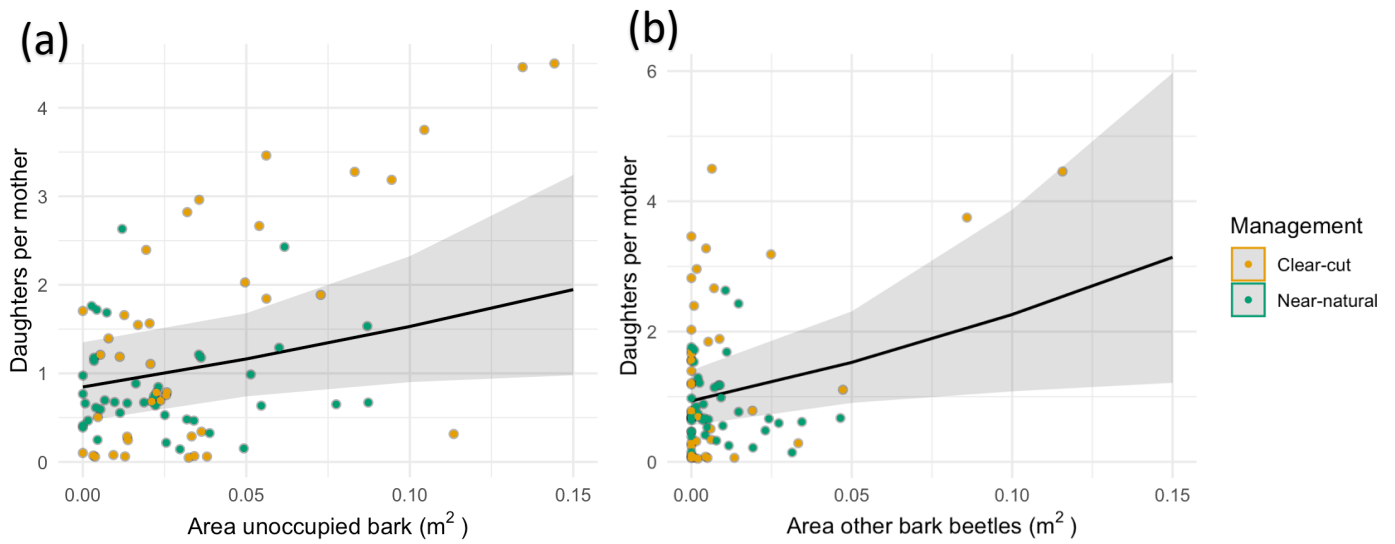 (a)
Daughters per mother
4
3
2
1
0
0.00 0.05 0.10 0.15
Area unoccupied bark (m²)
(b)
Daughters per mother
6
4
2
0
0.00 0.05 0.10 0.15
Area other bark beetles (m²)
Management
Clear-cut
Near-natural